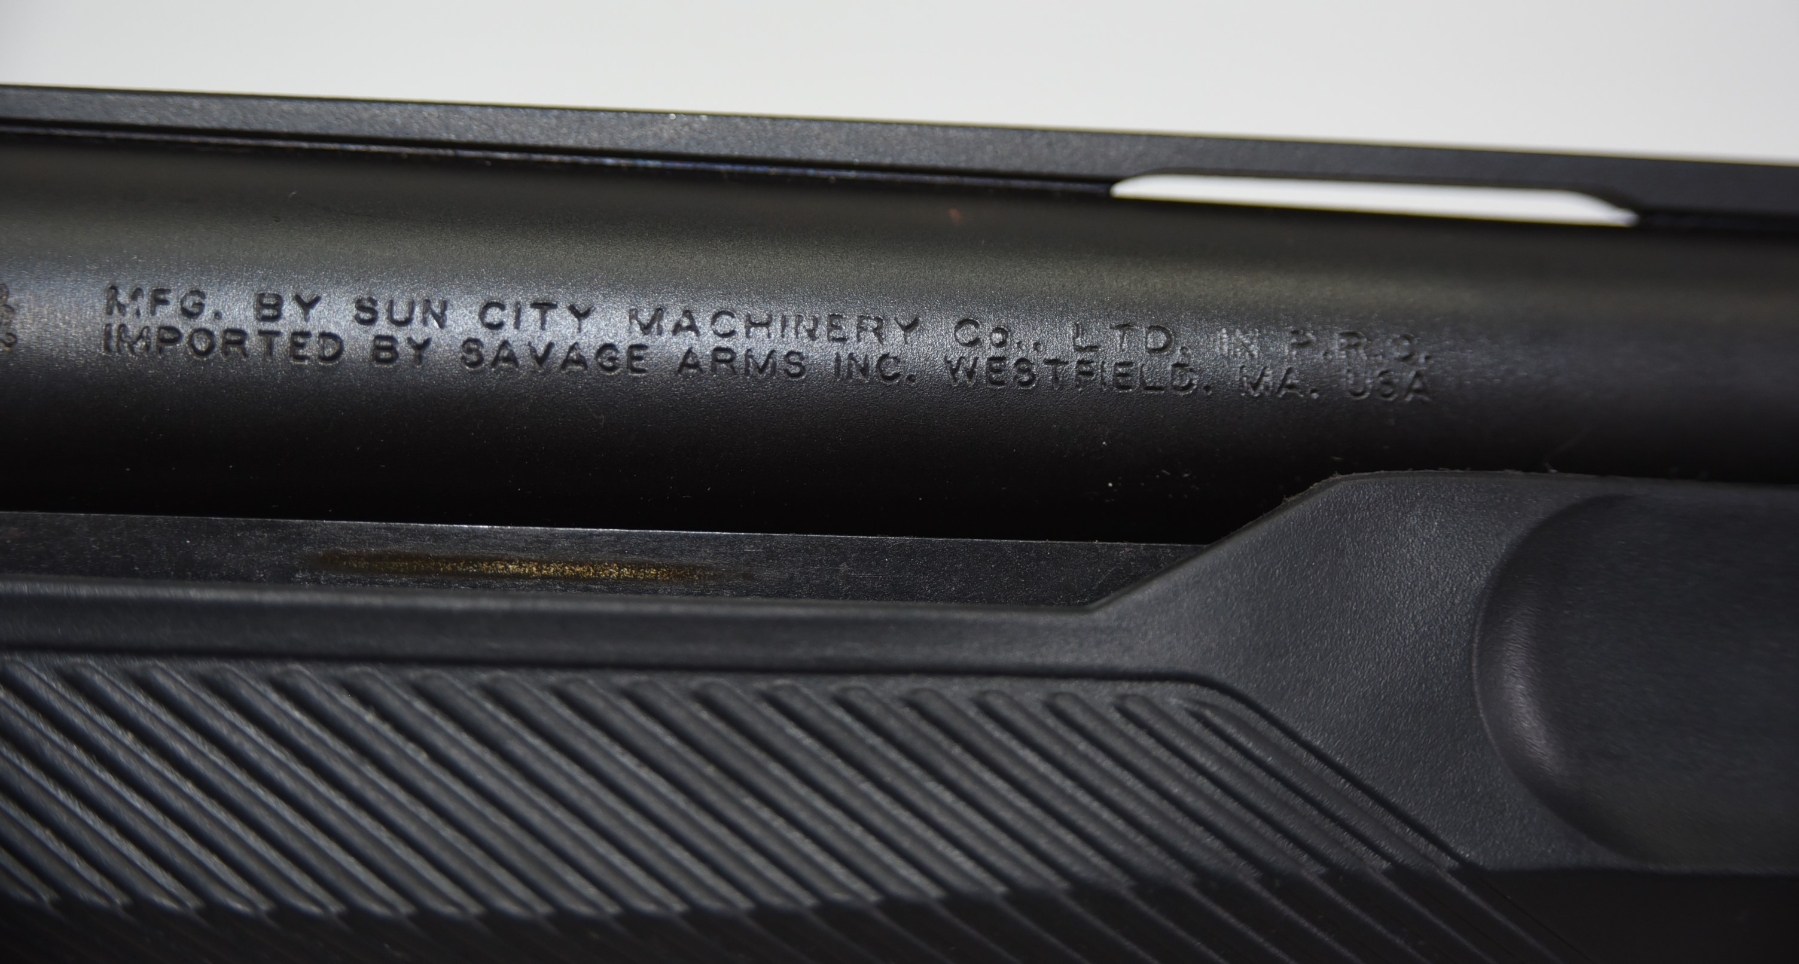 MFG. BY SUN CITY MACHINERY Co., LTD. IN P.R.C.
IMPORTED BY SAVAGE ARMS INC. WESTFIELD, MA. USA